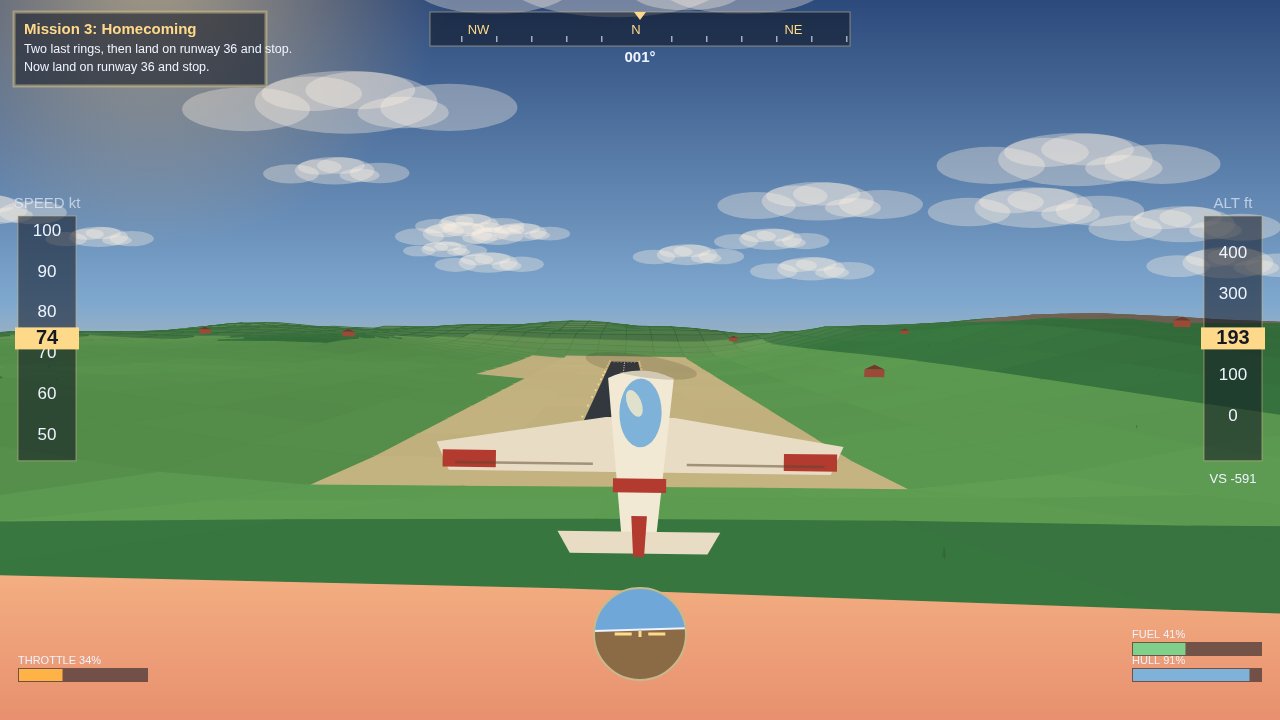 Mission 3: Homecoming
Two last rings, then land on runway 36 and stop.
Now land on runway 36 and stop.
NW N NE
001°
SPEED kt
100
90
80
74
70
60
50
ALT ft
400
300
193
100
0
VS -591
THROTTLE 34%
FUEL 41%
HULL 91%